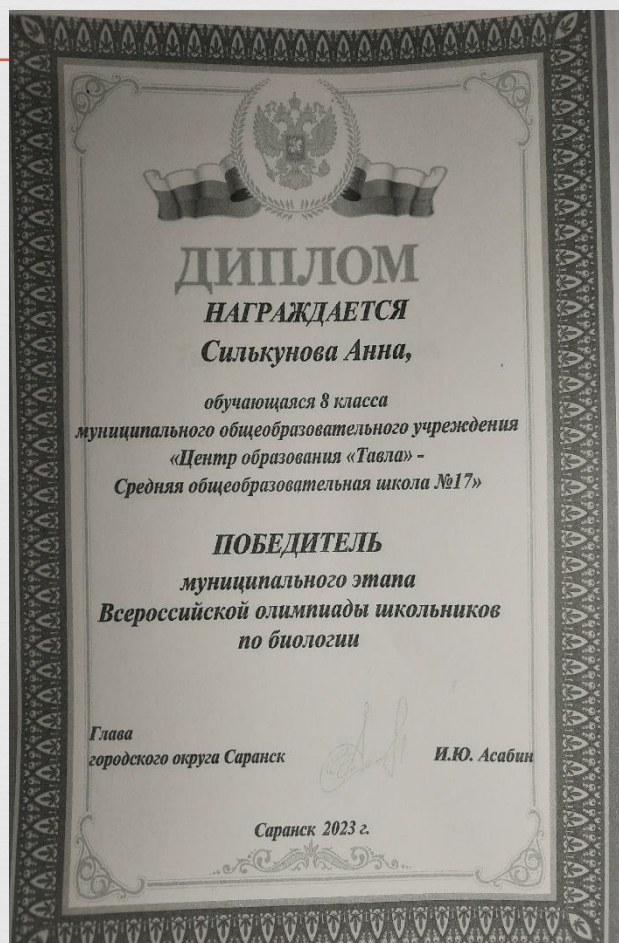 ДИПЛОМ
НАГРАЖДАЕТСЯ
Силькунова Анна,
обучающаяся 8 класса
муниципального общеобразовательного учреждения
«Центр образования «Тавла» -
Средняя общеобразовательная школа №17»
ПОБЕДИТЕЛЬ
муниципального этапа
Всероссийской олимпиады школьников
по биологии
Глава
городского округа Саранск И.Ю. Асабин
Саранск 2023 г.